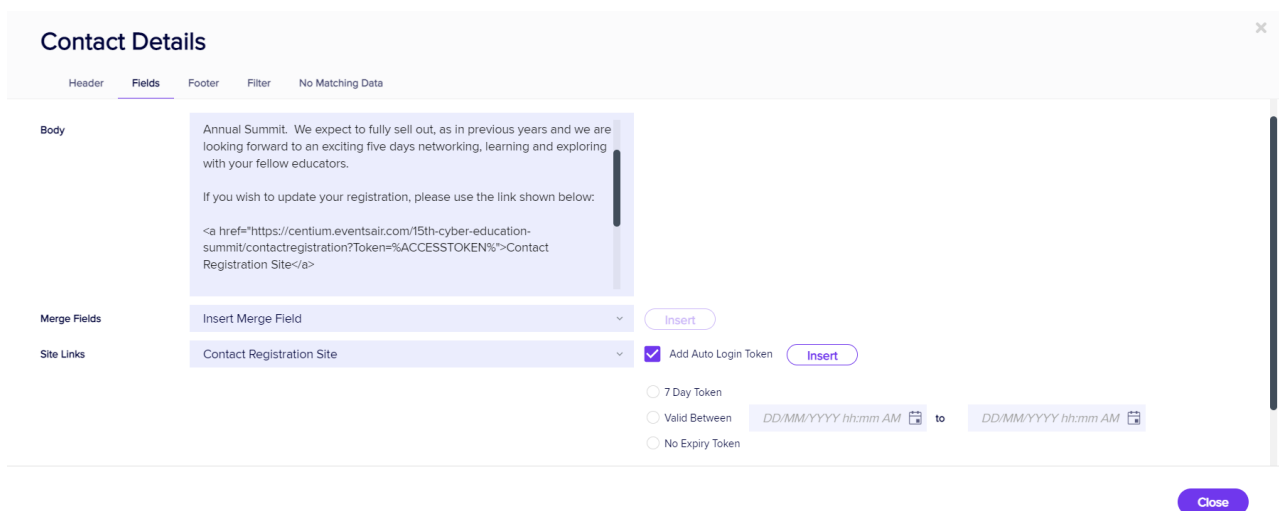 Contact Details
Header Fields Footer Filter No Matching Data
Body
Annual Summit. We expect to fully sell out, as in previous years and we are
looking forward to an exciting five days networking, learning and exploring
with your fellow educators.
If you wish to update your registration, please use the link shown below:
<a href="https://centium.eventsair.com/15th-cyber-education-
summit/contactregistration?Token=%ACCESSTOKEN%">Contact
Registration Site</a>
Merge Fields Insert Merge Field Insert
Site Links Contact Registration Site Add Auto Login Token Insert
7 Day Token
Valid Between DD/MM/YYYY hh:mm AM to DD/MM/YYYY hh:mm AM
No Expiry Token
Close